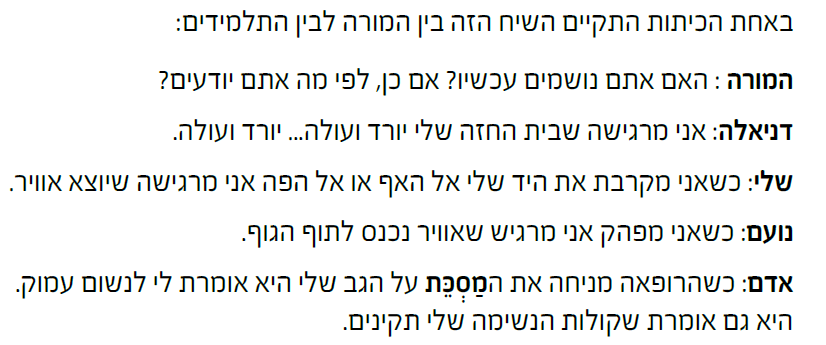 באחת הכיתות התקיים השיח הזה בין המורה לבין התלמידים:
המורה : האם אתם נושמים עכשיו? אם כן, לפי מה אתם יודעים?
דניאלה: אני מרגישה שבית החזה שלי יורד ועולה... יורד ועולה.
שלי: כשאני מקרבת את היד שלי אל האף או אל הפה אני מרגישה שיוצא אוויר.
נועם: כשאני מפהק אני מרגיש שאוויר נכנס לתוף הגוף.
אדם: כשהרופאה מניחה את המַסְכֵּת על הגב שלי היא אומרת לי לנשום עמוק.
היא גם אומרת שקולות הנשימה שלי תקינים.